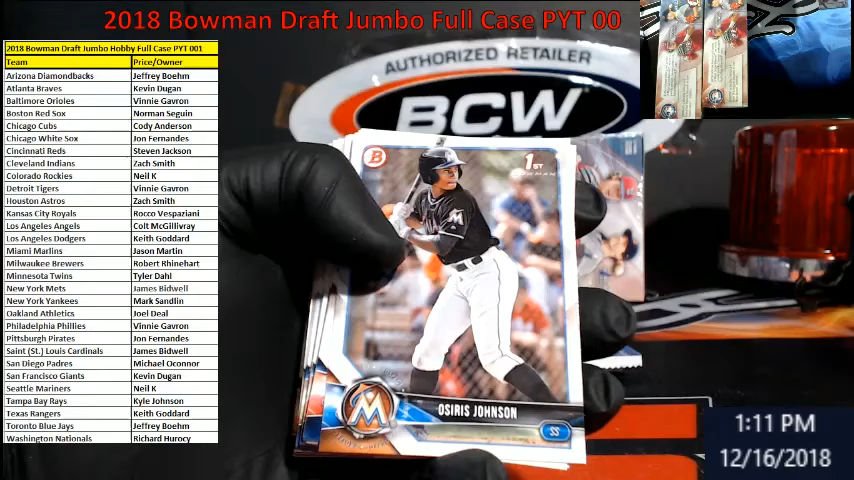 2018 Bowman Draft Jumbo Full Case PYT 00
2018 Bowman Draft Jumbo Hobby Full Case PYT 001
Team Price/Owner
Arizona Diamondbacks Jeffrey Boehm
Atlanta Braves Kevin Dugan
Baltimore Orioles Vinnie Gavron
Boston Red Sox Norman Seguin
Chicago Cubs Cody Anderson
Chicago White Sox Jon Fernandes
Cincinnati Reds Steven Jackson
Cleveland Indians Zach Smith
Colorado Rockies Neil K
Detroit Tigers Vinnie Gavron
Houston Astros Zach Smith
Kansas City Royals Rocco Vespaziani
Los Angeles Angels Colt McGillivray
Los Angeles Dodgers Keith Goddard
Miami Marlins Jason Martin
Milwaukee Brewers Robert Rhinehart
Minnesota Twins Tyler Dahl
New York Mets James Bidwell
New York Yankees Mark Sandlin
Oakland Athletics Joel Deal
Philadelphia Phillies Vinnie Gavron
Pittsburgh Pirates Jon Fernandes
Saint (St.) Louis Cardinals James Bidwell
San Diego Padres Michael Oconnor
San Francisco Giants Kevin Dugan
Seattle Mariners Neil K
Tampa Bay Rays Kyle Johnson
Texas Rangers Keith Goddard
Toronto Blue Jays Jeffrey Boehm
Washington Nationals Richard Hurocy
AUTHORIZED RETAILER
BCW
B
1ST
BOWMAN
M
M
OSIRIS JOHNSON
SS
1:11 PM
12/16/2018